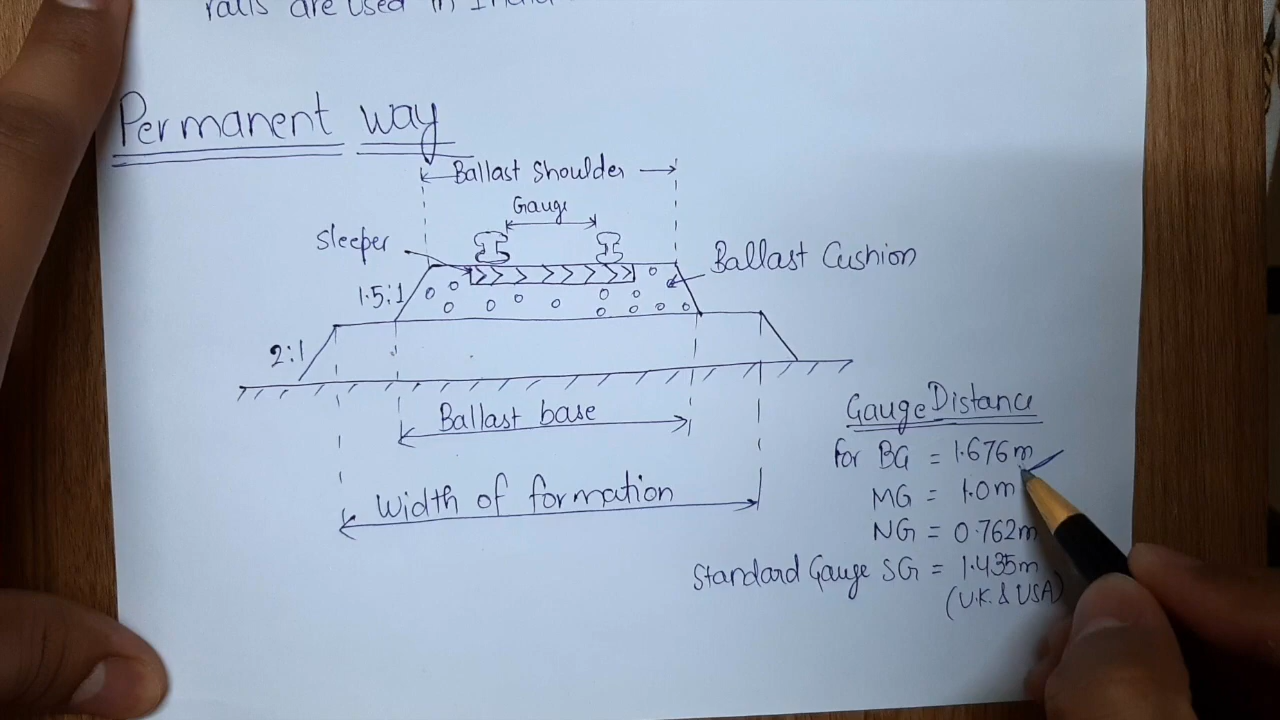 rails are used in India
Permanent way
Ballast Shoulder
Gauge
Sleeper
Ballast Cushion
1.5:1
2:1
Ballast base
Width of formation
Gauge Distance
For BG = 1.676m
MG = 1.0m
NG = 0.762m
Standard Gauge SG = 1.435m
(U.K. & USA)